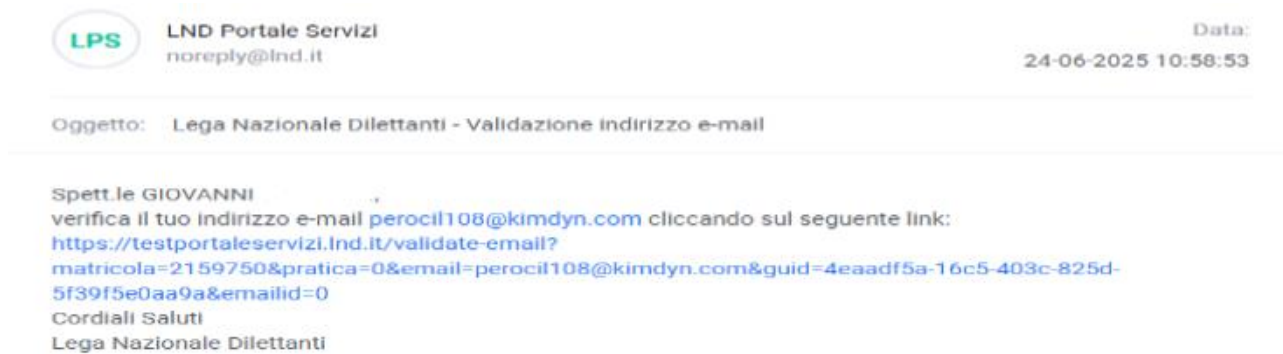 LPS
LND Portale Servizi
noreply@lnd.it
Data:
24-06-2025 10:58:53
Oggetto: Lega Nazionale Dilettanti - Validazione indirizzo e-mail
Spett.le GIOVANNI ,
verifica il tuo indirizzo e-mail perocil108@kimdyn.com cliccando sul seguente link:
https://testportaleservizi.lnd.it/validate-email?
matricola=2159750&pratica=0&email=perocil108@kimdyn.com&guid=4eaadf5a-16c5-403c-825d-
5f39f5e0aa9a&emailid=0
Cordiali Saluti
Lega Nazionale Dilettanti